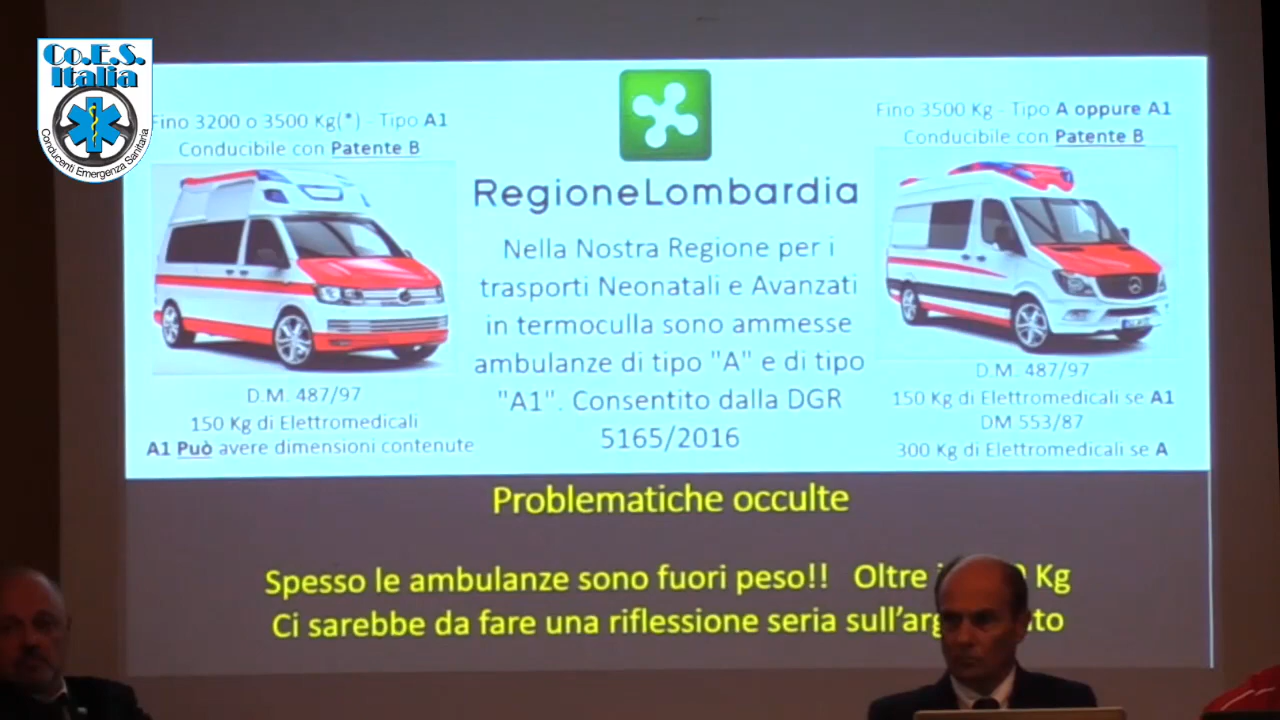 Co.E.S.
Italia
Conducenti Emergenza Sanitaria
Fino 3200 o 3500 Kg(*) - Tipo A1
Conducibile con Patente B
D.M. 487/97
150 Kg di Elettromedicali
A1 Può avere dimensioni contenute
RegioneLombardia
Nella Nostra Regione per i
trasporti Neonatali e Avanzati
in termoculla sono ammesse
ambulanze di tipo "A" e di tipo
"A1". Consentito dalla DGR
5165/2016
Fino 3500 Kg - Tipo A oppure A1
Conducibile con Patente B
D.M. 487/97
150 Kg di Elettromedicali se A1
DM 553/87
300 Kg di Elettromedicali se A
Problematiche occulte
Spesso le ambulanze sono fuori peso!! Oltre Kg
Ci sarebbe da fare una riflessione seria